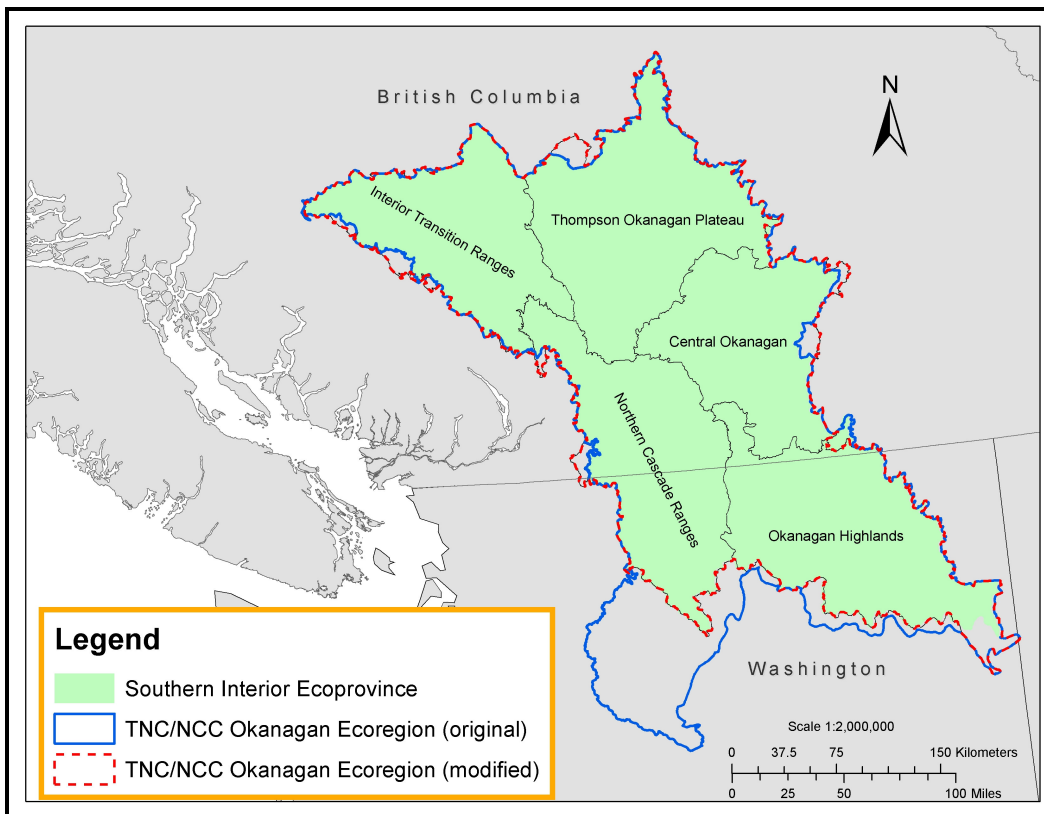 British Columbia
N
Interior Transition Ranges
Thompson Okanagan Plateau
Central Okanagan
Northern Cascade Ranges
Okanagan Highlands
Washington
Legend
Southern Interior Ecoprovince
TNC/NCC Okanagan Ecoregion (original)
TNC/NCC Okanagan Ecoregion (modified)
Scale 1:2,000,000
0 37.5 75 150 Kilometers
0 25 50 100 Miles